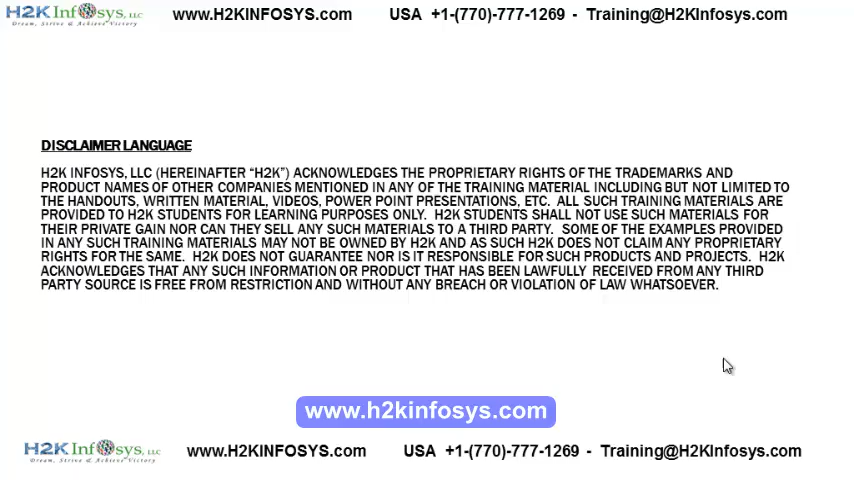 H2K Infosys, LLC www.H2KINFOSYS.com USA +1-(770)-777-1269 - Training@H2KInfosys.com
Dream, Strive & Achieve Victory
DISCLAIMER LANGUAGE
H2K INFOSYS, LLC (HEREINAFTER “H2K”) ACKNOWLEDGES THE PROPRIETARY RIGHTS OF THE TRADEMARKS AND
PRODUCT NAMES OF OTHER COMPANIES MENTIONED IN ANY OF THE TRAINING MATERIAL INCLUDING BUT NOT LIMITED TO
THE HANDOUTS, WRITTEN MATERIAL, VIDEOS, POWER POINT PRESENTATIONS, ETC. ALL SUCH TRAINING MATERIALS ARE
PROVIDED TO H2K STUDENTS FOR LEARNING PURPOSES ONLY. H2K STUDENTS SHALL NOT USE SUCH MATERIALS FOR
THEIR PRIVATE GAIN NOR CAN THEY SELL ANY SUCH MATERIALS TO A THIRD PARTY. SOME OF THE EXAMPLES PROVIDED
IN ANY SUCH TRAINING MATERIALS MAY NOT BE OWNED BY H2K AND AS SUCH H2K DOES NOT CLAIM ANY PROPRIETARY
RIGHTS FOR THE SAME. H2K DOES NOT GUARANTEE NOR IS IT RESPONSIBLE FOR SUCH PRODUCTS AND PROJECTS. H2K
ACKNOWLEDGES THAT ANY SUCH INFORMATION OR PRODUCT THAT HAS BEEN LAWFULLY RECEIVED FROM ANY THIRD
PARTY SOURCE IS FREE FROM RESTRICTION AND WITHOUT ANY BREACH OR VIOLATION OF LAW WHATSOEVER.
www.h2kinfosys.com
H2K Infosys, LLC www.H2KINFOSYS.com USA +1-(770)-777-1269 - Training@H2KInfosys.com
Dream, Strive & Achieve Victory